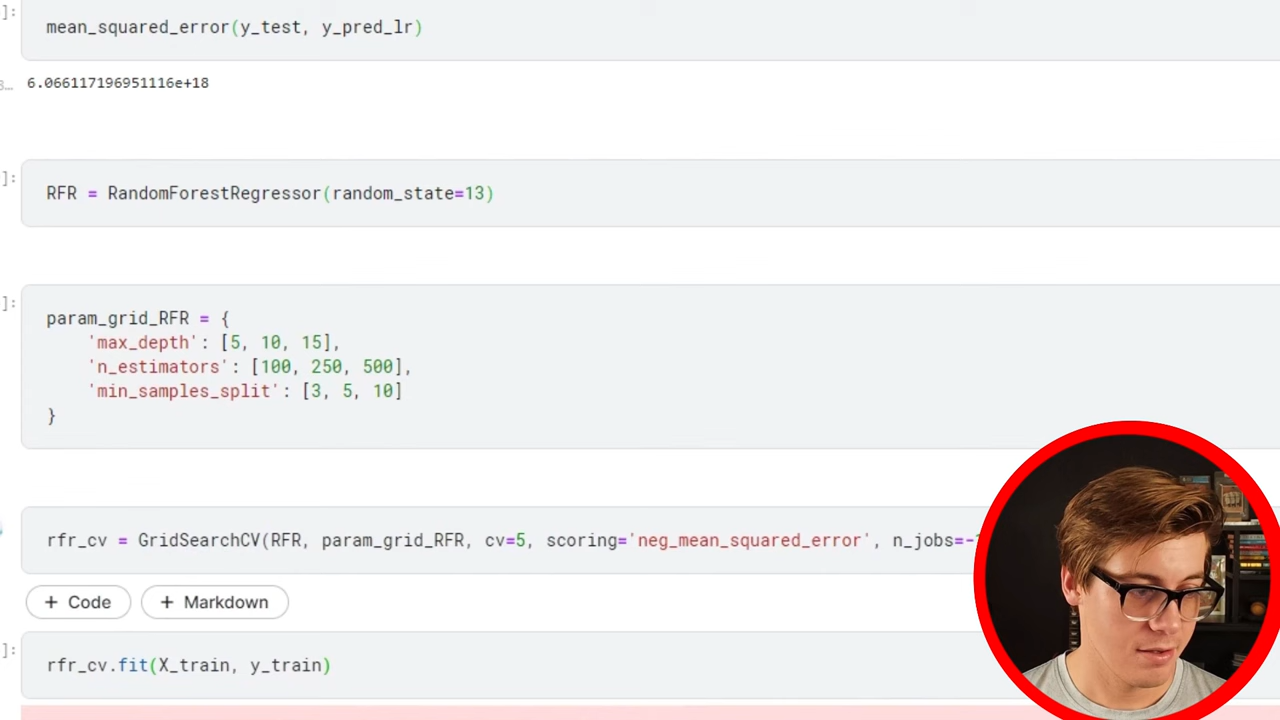 ]:
mean_squared_error(y_test, y_pred_lr)
6.066117196951116e+18
]:
RFR = RandomForestRegressor(random_state=13)
]:
param_grid_RFR = {
'max_depth': [5, 10, 15],
'n_estimators': [100, 250, 500],
'min_samples_split': [3, 5, 10]
}
rfr_cv = GridSearchCV(RFR, param_grid_RFR, cv=5, scoring='neg_mean_squared_error', n_jobs=-
+ Code + Markdown
]:
rfr_cv.fit(X_train, y_train)